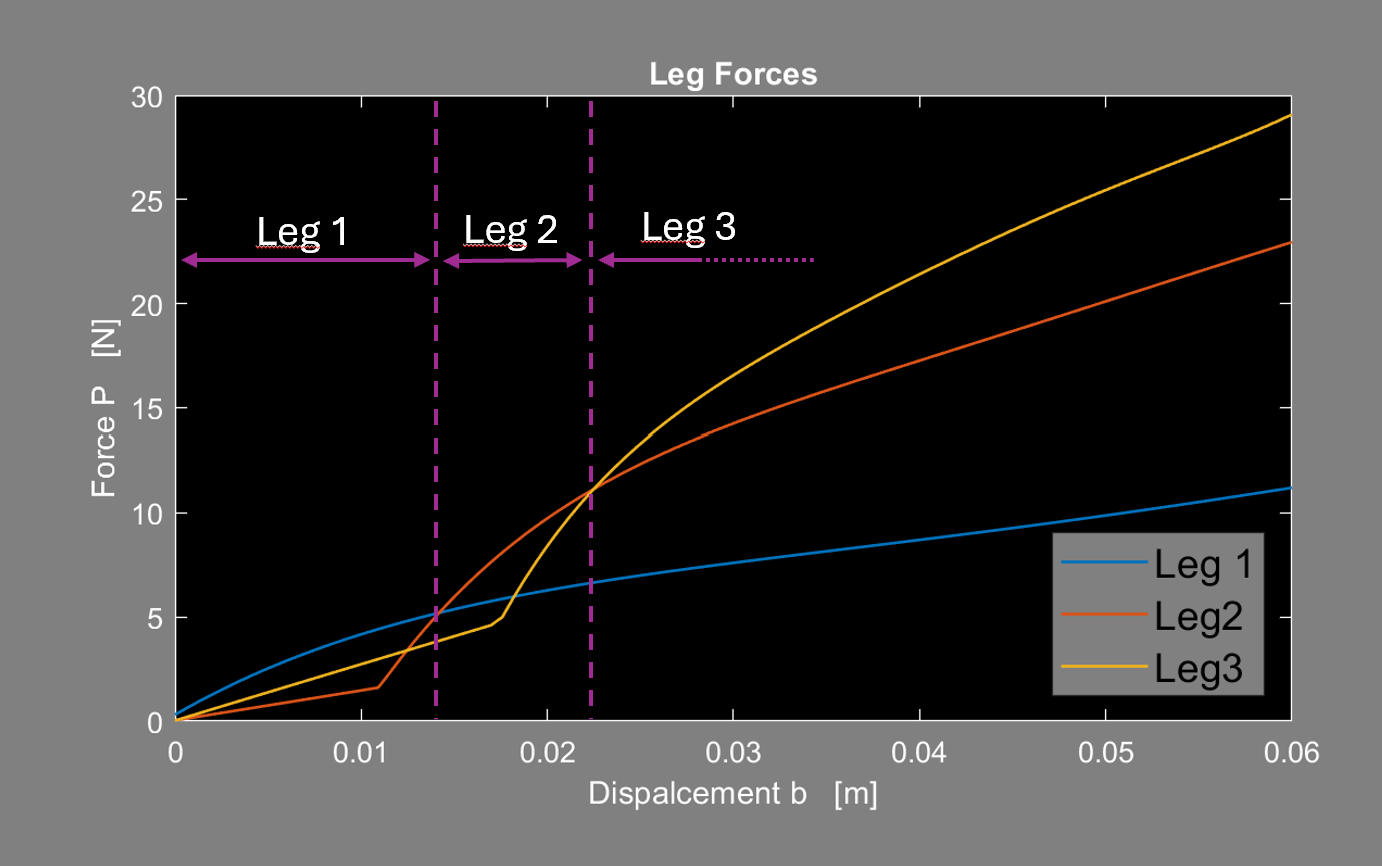 Leg Forces
30
25
20
15
10
5
0
Force P [N]
Leg 1
Leg 2
Leg 3
Leg 1
Leg2
Leg3
0 0.01 0.02 0.03 0.04 0.05 0.06
Dispalcement b [m]